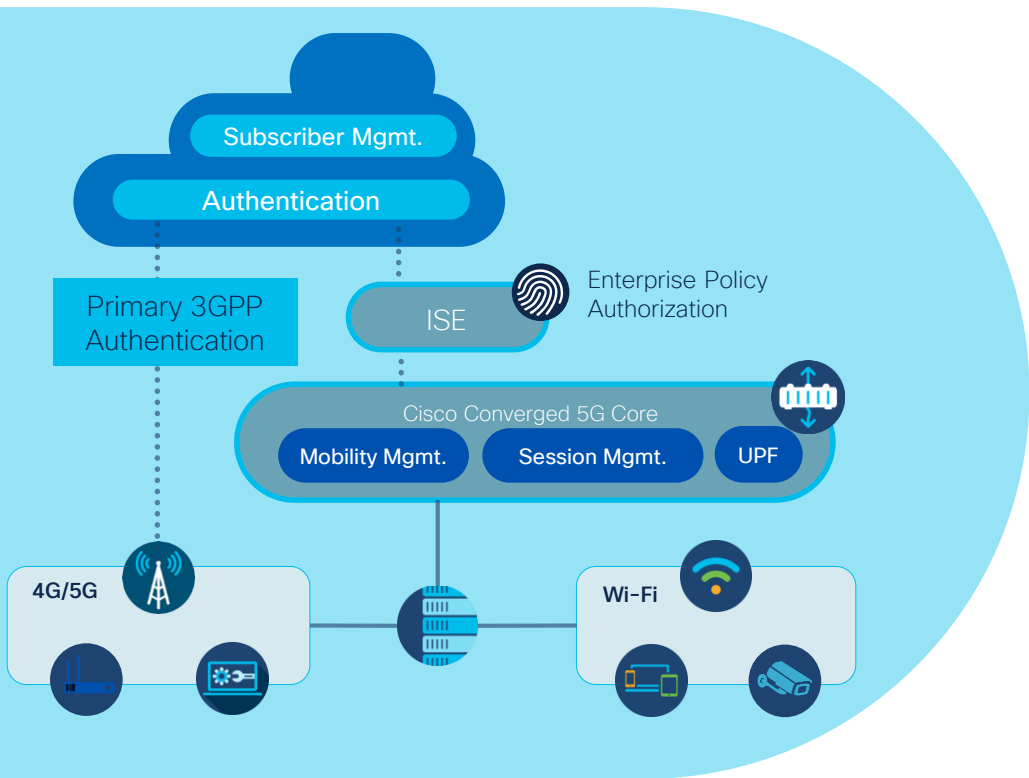 Subscriber Mgmt.
Authentication
Primary 3GPP
Authentication
ISE
Enterprise Policy
Authorization
Cisco Converged 5G Core
Mobility Mgmt.
Session Mgmt.
UPF
4G/5G
Wi-Fi